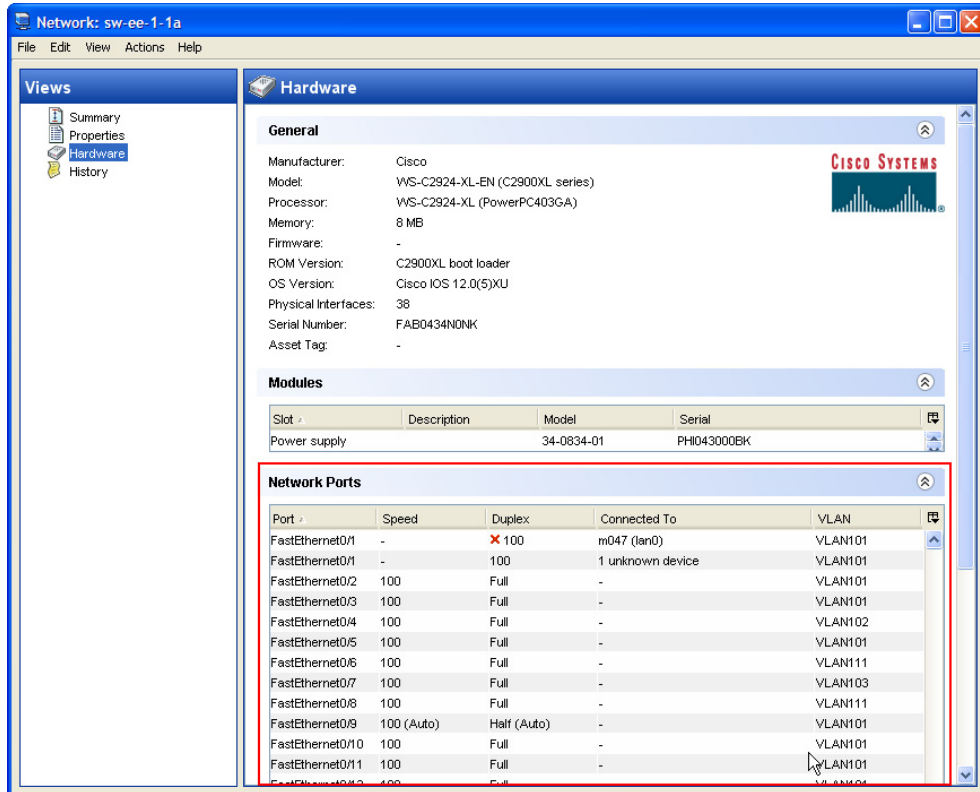 Network: sw-ee-1-1a
File Edit View Actions Help
Views
Summary
Properties
Hardware
History
Hardware
General
Manufacturer: Cisco
Model: WS-C2924-XL-EN (C2900XL series)
Processor: WS-C2924-XL (PowerPC403GA)
Memory: 8 MB
Firmware: -
ROM Version: C2900XL boot loader
OS Version: Cisco IOS 12.0(5)XU
Physical Interfaces: 38
Serial Number: FAB0434N0NK
Asset Tag: -
CISCO SYSTEMS
Modules
Slot Description Model Serial
Power supply 34-0834-01 PHI043000BK
Network Ports
Port Speed Duplex Connected To VLAN
FastEthernet0/1 - 100 m047 (lan0) VLAN101
FastEthernet0/1 - 100 1 unknown device VLAN101
FastEthernet0/2 100 Full - VLAN101
FastEthernet0/3 100 Full - VLAN101
FastEthernet0/4 100 Full - VLAN102
FastEthernet0/5 100 Full - VLAN101
FastEthernet0/6 100 Full - VLAN111
FastEthernet0/7 100 Full - VLAN103
FastEthernet0/8 100 Full - VLAN111
FastEthernet0/9 100 (Auto) Half (Auto) - VLAN101
FastEthernet0/10 100 Full - VLAN101
FastEthernet0/11 100 Full - VLAN101